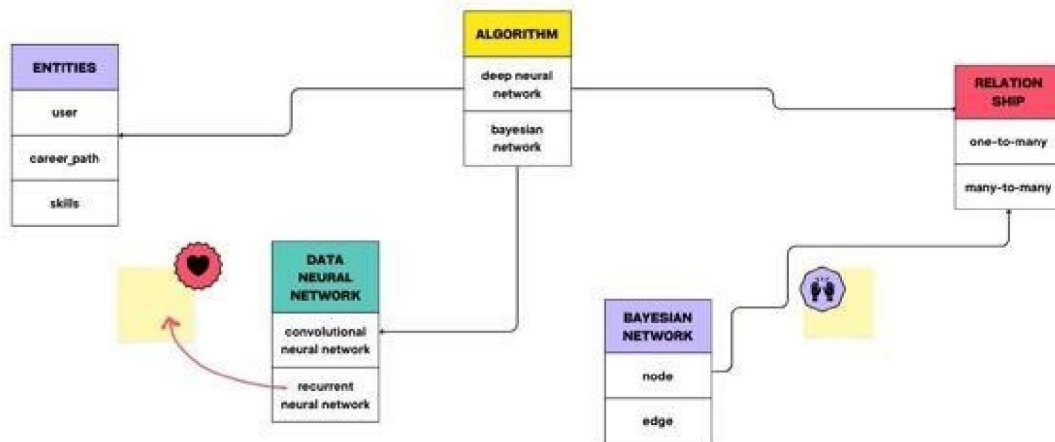 ENTITIES
user
career_path
skills
ALGORITHM
deep neural
network
bayesian
network
RELATION
SHIP
one-to-many
many-to-many
DATA
NEURAL
NETWORK
convolutional
neural network
recurrent
neural network
BAYESIAN
NETWORK
node
edge